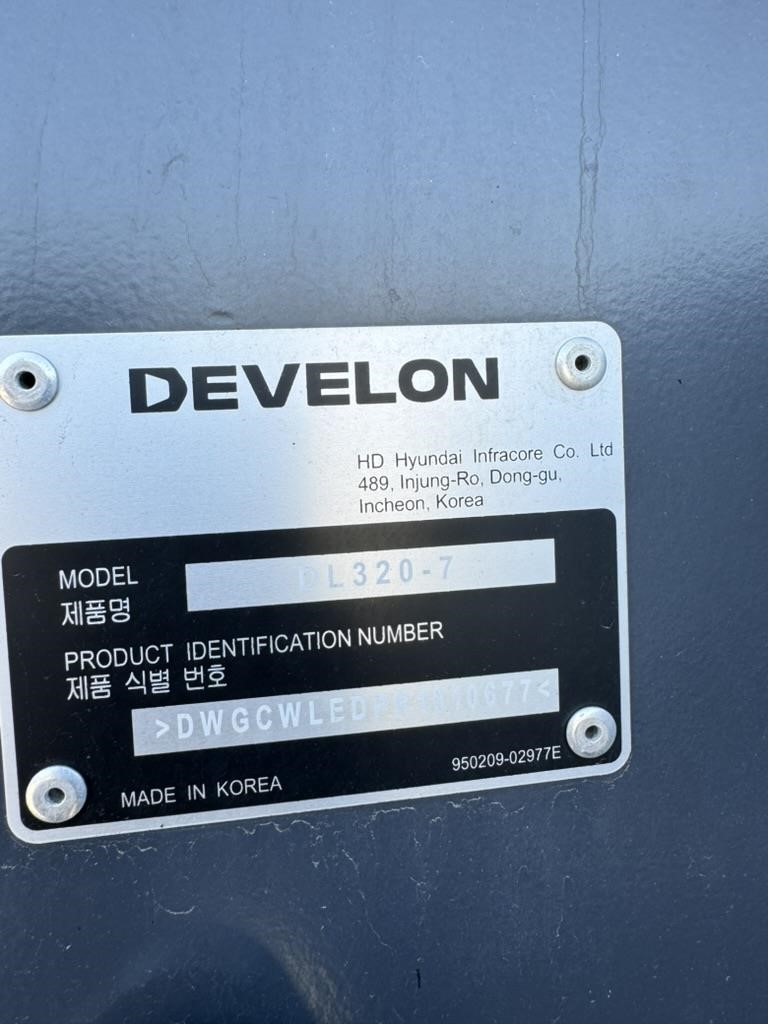 DEVELON
HD Hyundai Infracore Co. Ltd
489, Injung-Ro, Dong-gu,
Incheon, Korea
MODEL
DL320-7
제품명
PRODUCT IDENTIFICATION NUMBER
제품 식별 번호
MADE IN KOREA
950209-02977E